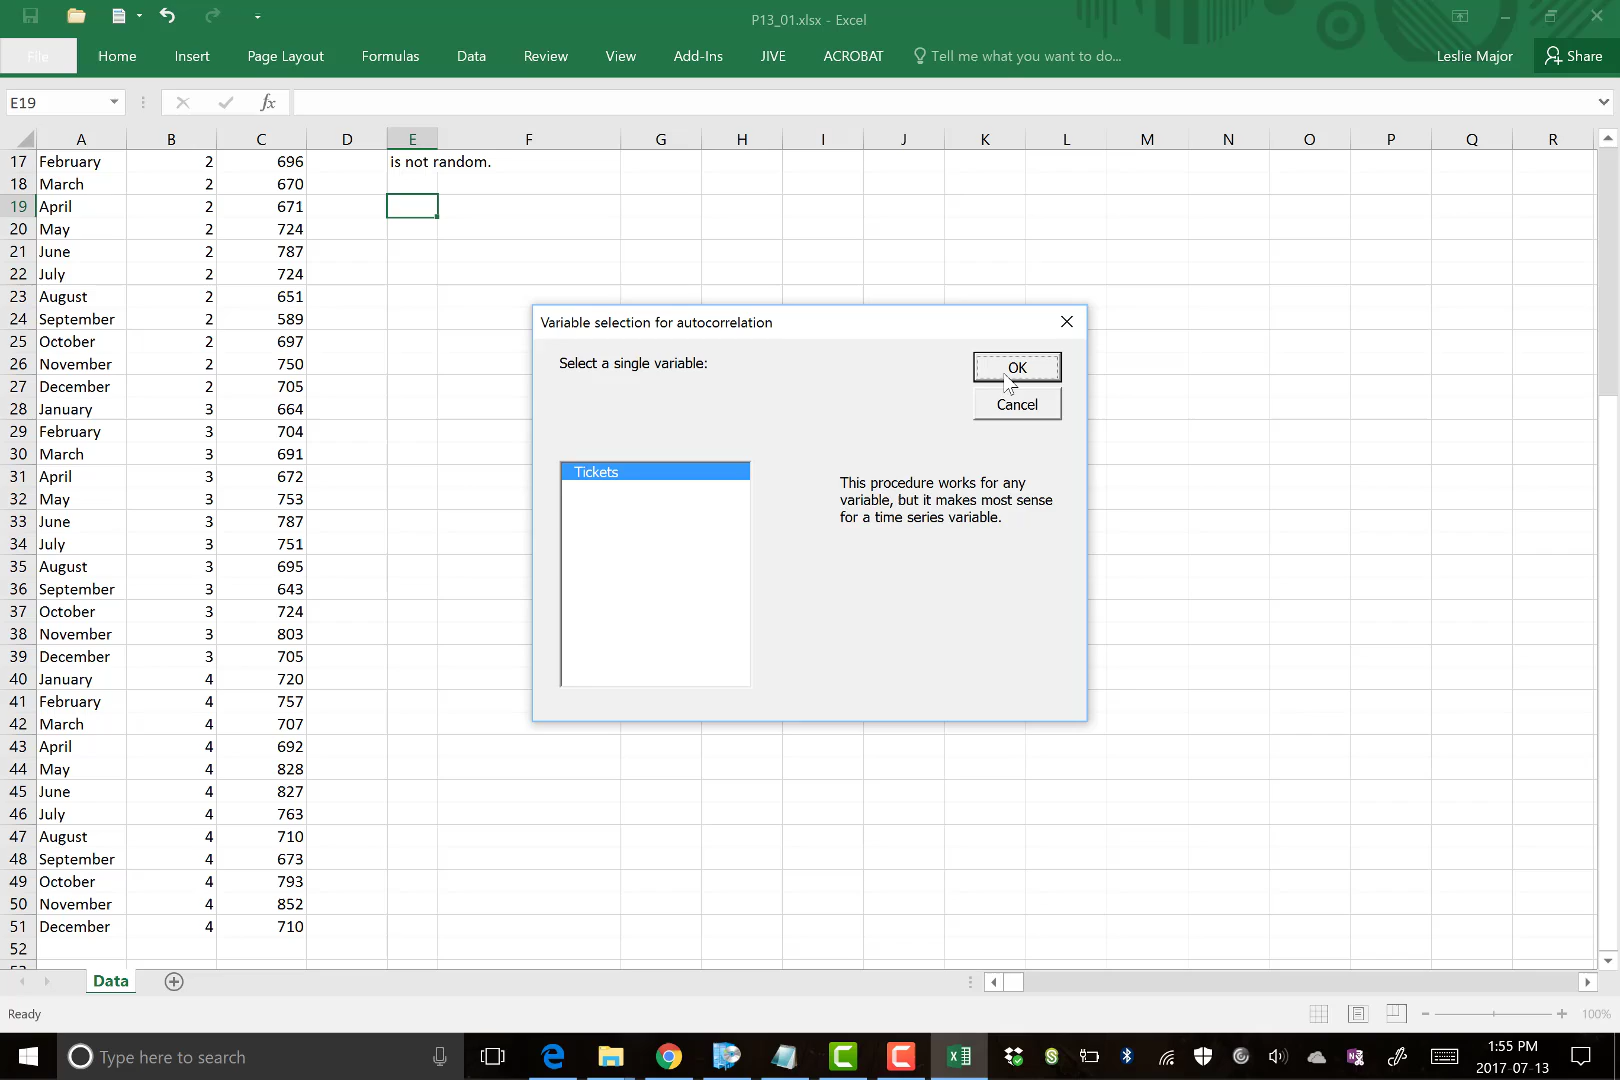 P13_01.xlsx - Excel
File Home Insert Page Layout Formulas Data Review View Add-Ins JIVE ACROBAT Tell me what you want to do... Leslie Major Share
E19 fx
A B C D E F G H I J K L M N O P Q R
17 February 2 696 is not random.
18 March 2 670
19 April 2 671
20 May 2 724
21 June 2 787
22 July 2 724
23 August 2 651
24 September 2 589
25 October 2 697
26 November 2 750
27 December 2 705
28 January 3 664
29 February 3 704
30 March 3 691
31 April 3 672
32 May 3 753
33 June 3 787
34 July 3 751
35 August 3 695
36 September 3 643
37 October 3 724
38 November 3 803
39 December 3 705
40 January 4 720
41 February 4 757
42 March 4 707
43 April 4 692
44 May 4 828
45 June 4 827
46 July 4 763
47 August 4 710
48 September 4 673
49 October 4 793
50 November 4 852
51 December 4 710
52
Variable selection for autocorrelation
Select a single variable:
OK
Cancel
Tickets
This procedure works for any
variable, but it makes most sense
for a time series variable.
Data
Ready 100%
Type here to search
1:55 PM
2017-07-13